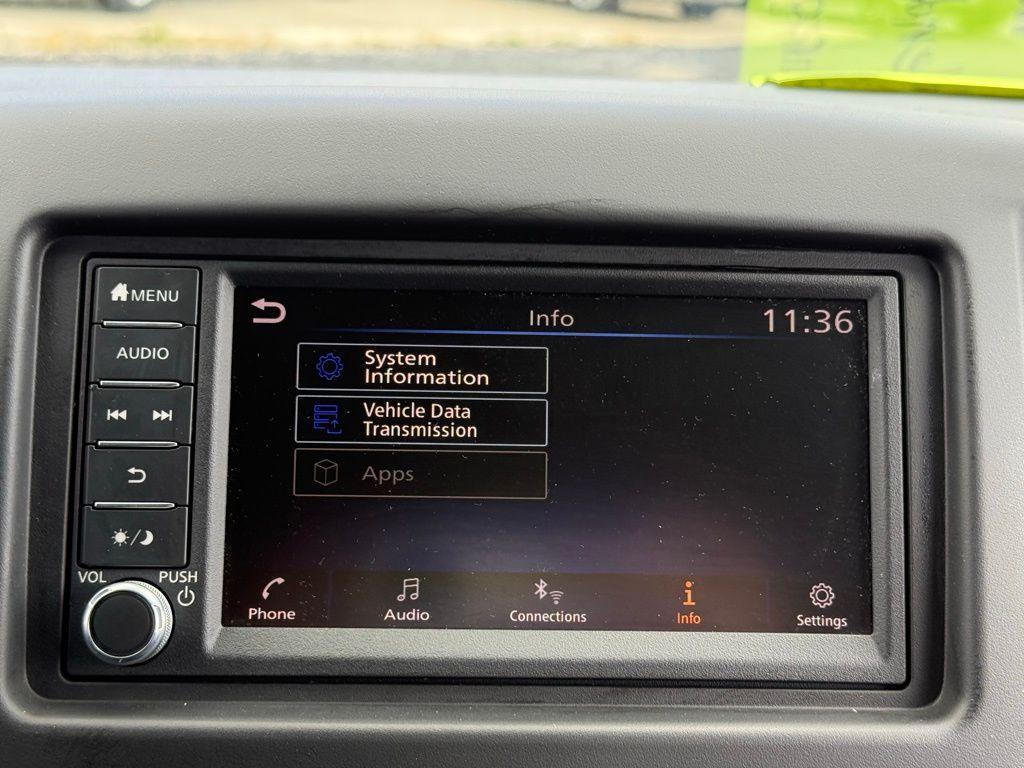 MENU
Info
11:36
AUDIO
System
Information
Vehicle Data
Transmission
Apps
VOL
PUSH
Phone
Audio
Connections
Info
Settings